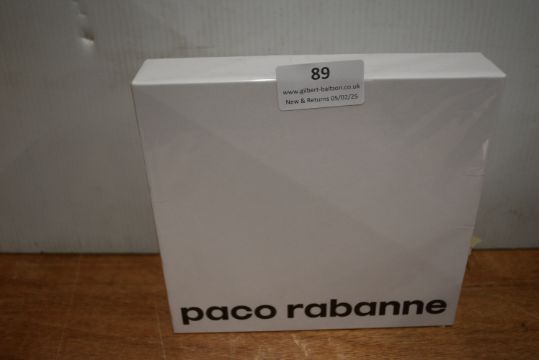 89
www.gilbert-baitson.co.uk
New & Returns 05/02/25
paco rabanne